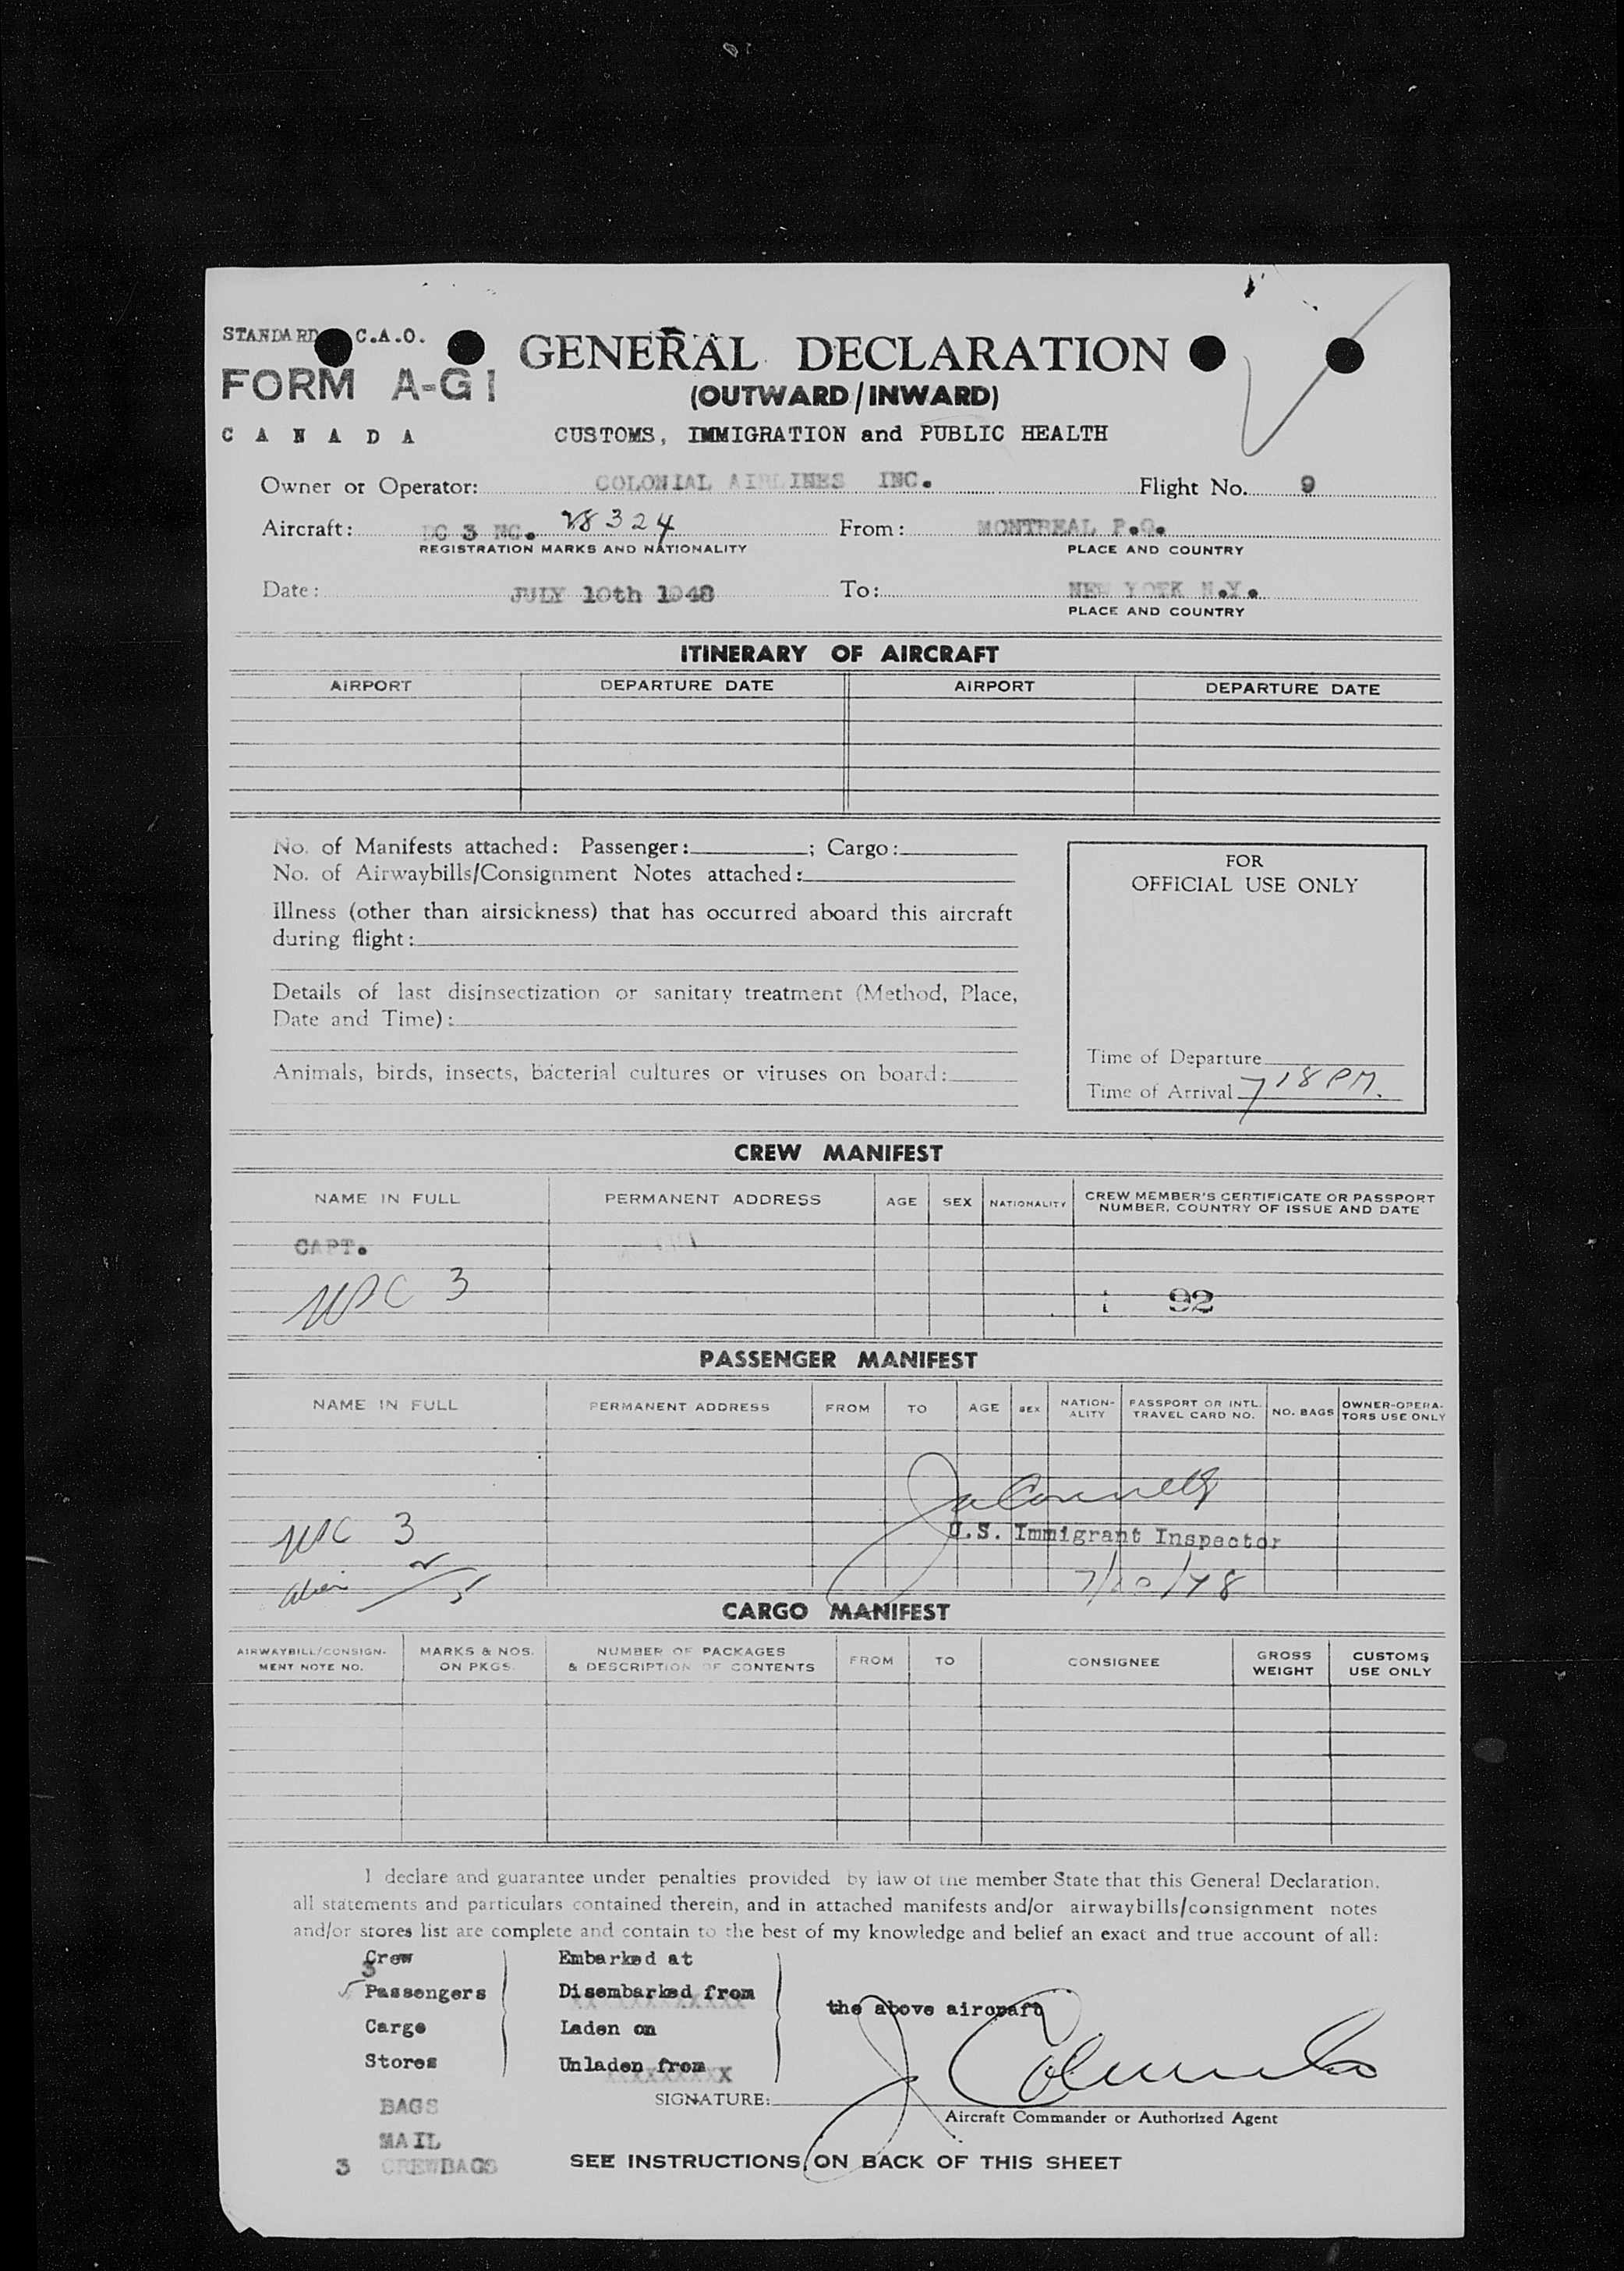 STANDARD C.A.O.
GENERAL DECLARATION
FORM A-G1
(OUTWARD/INWARD)
CANADA
CUSTOMS, IMMIGRATION and PUBLIC HEALTH
Owner or Operator: COLONIAL AIRLINES INC. Flight No. 9
Aircraft: DC 3 NC. 28324 From: MONTREAL P.Q.
REGISTRATION MARKS AND NATIONALITY PLACE AND COUNTRY
Date: JULY 10th 1948 To: NEW YORK N.Y.
PLACE AND COUNTRY
ITINERARY OF AIRCRAFT
AIRPORT DEPARTURE DATE AIRPORT DEPARTURE DATE
No. of Manifests attached: Passenger: ; Cargo:
No. of Airwaybills/Consignment Notes attached:
Illness (other than airsickness) that has occurred aboard this aircraft
during flight:
Details of last disinsectization or sanitary treatment (Method, Place,
Date and Time):
Animals, birds, insects, bacterial cultures or viruses on board:
FOR
OFFICIAL USE ONLY
Time of Departure
Time of Arrival 7 18 PM.
CREW MANIFEST
NAME IN FULL PERMANENT ADDRESS AGE SEX NATIONALITY CREW MEMBER'S CERTIFICATE OR PASSPORT
NUMBER, COUNTRY OF ISSUE AND DATE
CAPT.
3
92
PASSENGER MANIFEST
NAME IN FULL PERMANENT ADDRESS FROM TO AGE SEX NATION-
ALITY PASSPORT OR INTL.
TRAVEL CARD NO. NO. BAGS OWNER-OPERA-
TORS USE ONLY
U.S. Immigrant Inspector
3
7/10/48
CARGO MANIFEST
AIRWAYBILL/CONSIGN-
MENT NOTE NO. MARKS & NOS.
ON PKGS. NUMBER OF PACKAGES
& DESCRIPTION OF CONTENTS FROM TO CONSIGNEE GROSS
WEIGHT CUSTOMS
USE ONLY
I declare and guarantee under penalties provided by law of the member State that this General Declaration,
all statements and particulars contained therein, and in attached manifests and/or airwaybills/consignment notes
and/or stores list are complete and contain to the best of my knowledge and belief an exact and true account of all:
Crew Embarked at
3
Passengers Disembarked from
the above aircraft
Cargo Laden on
Stores Unladen from
SIGNATURE:
BAGS
Aircraft Commander or Authorized Agent
MAIL
3 CREWBAGS
SEE INSTRUCTIONS ON BACK OF THIS SHEET